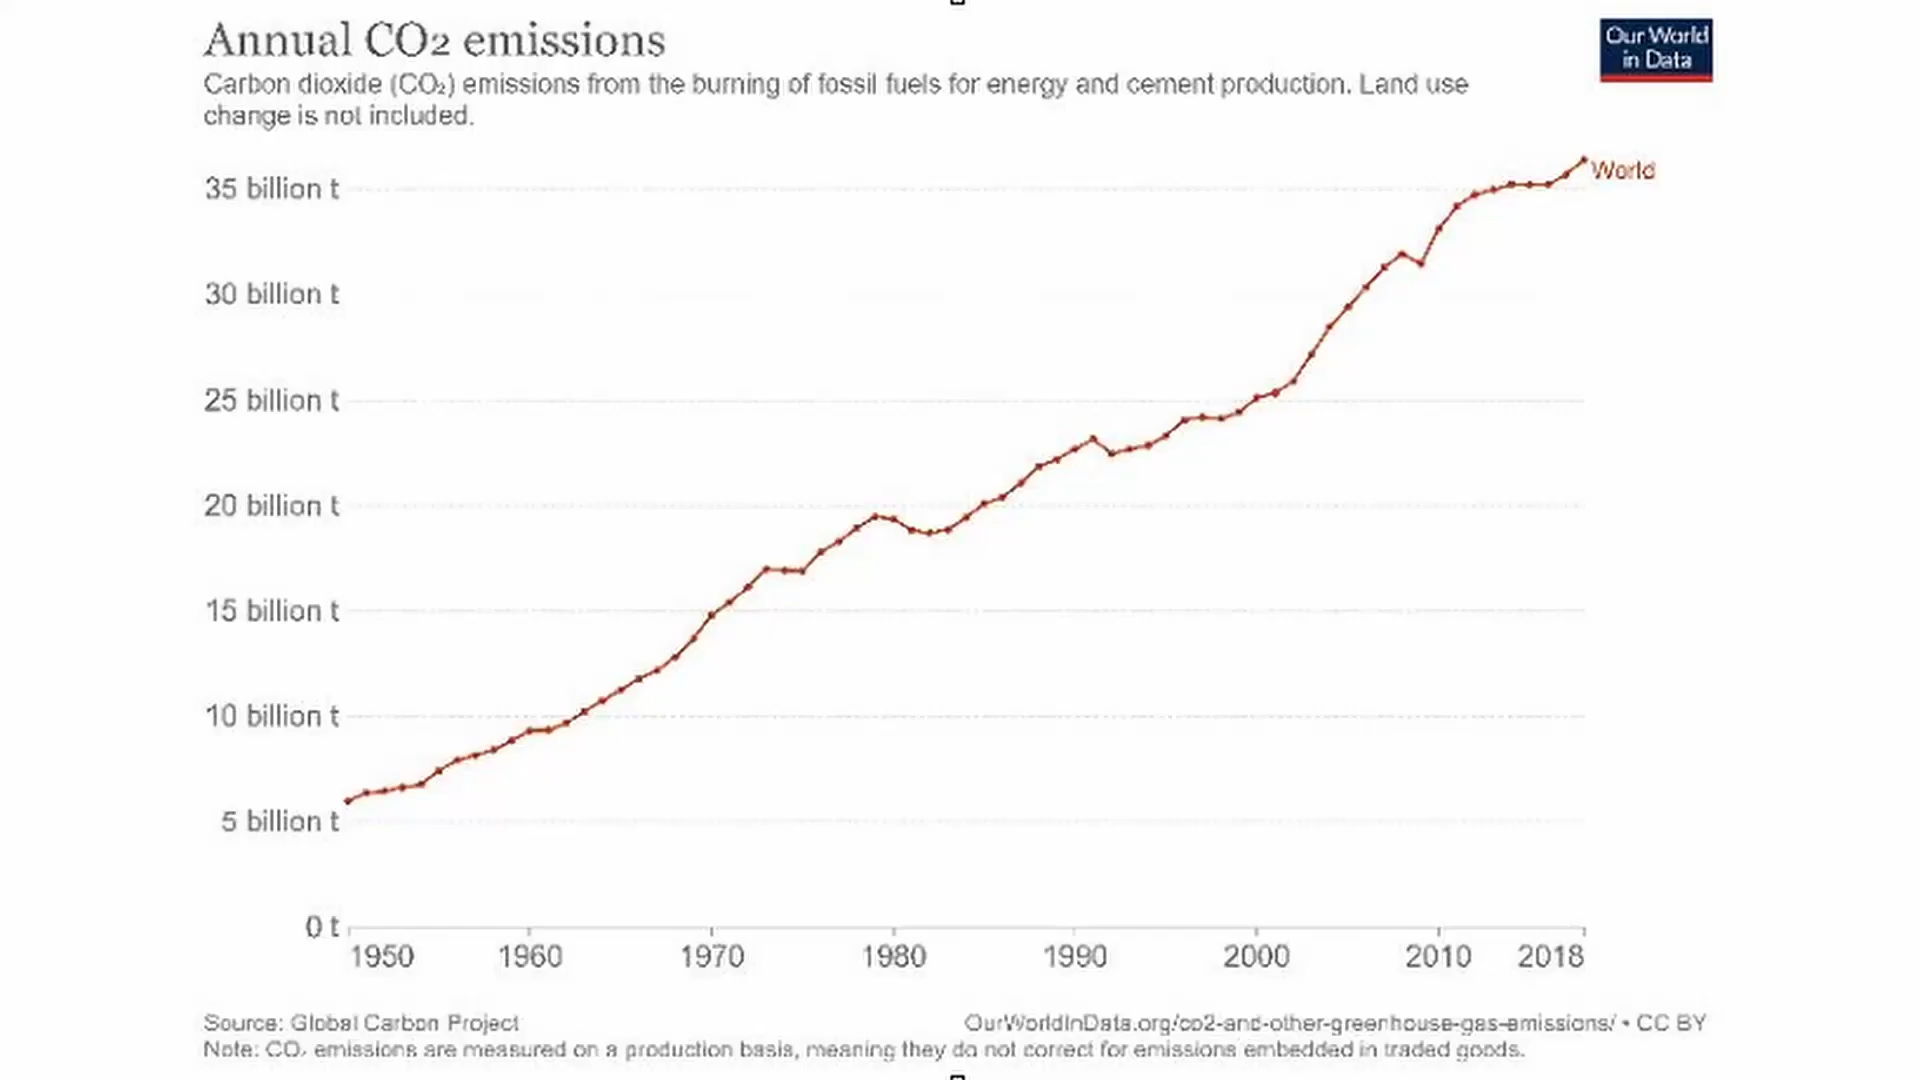 Annual CO2 emissions
Our World
in Data
Carbon dioxide (CO₂) emissions from the burning of fossil fuels for energy and cement production. Land use
change is not included.
World
35 billion t
30 billion t
25 billion t
20 billion t
15 billion t
10 billion t
5 billion t
0 t
1950 1960 1970 1980 1990 2000 2010 2018
Source: Global Carbon Project
OurWorldInData.org/co2-and-other-greenhouse-gas-emissions/ • CC BY
Note: CO₂ emissions are measured on a production basis, meaning they do not correct for emissions embedded in traded goods.